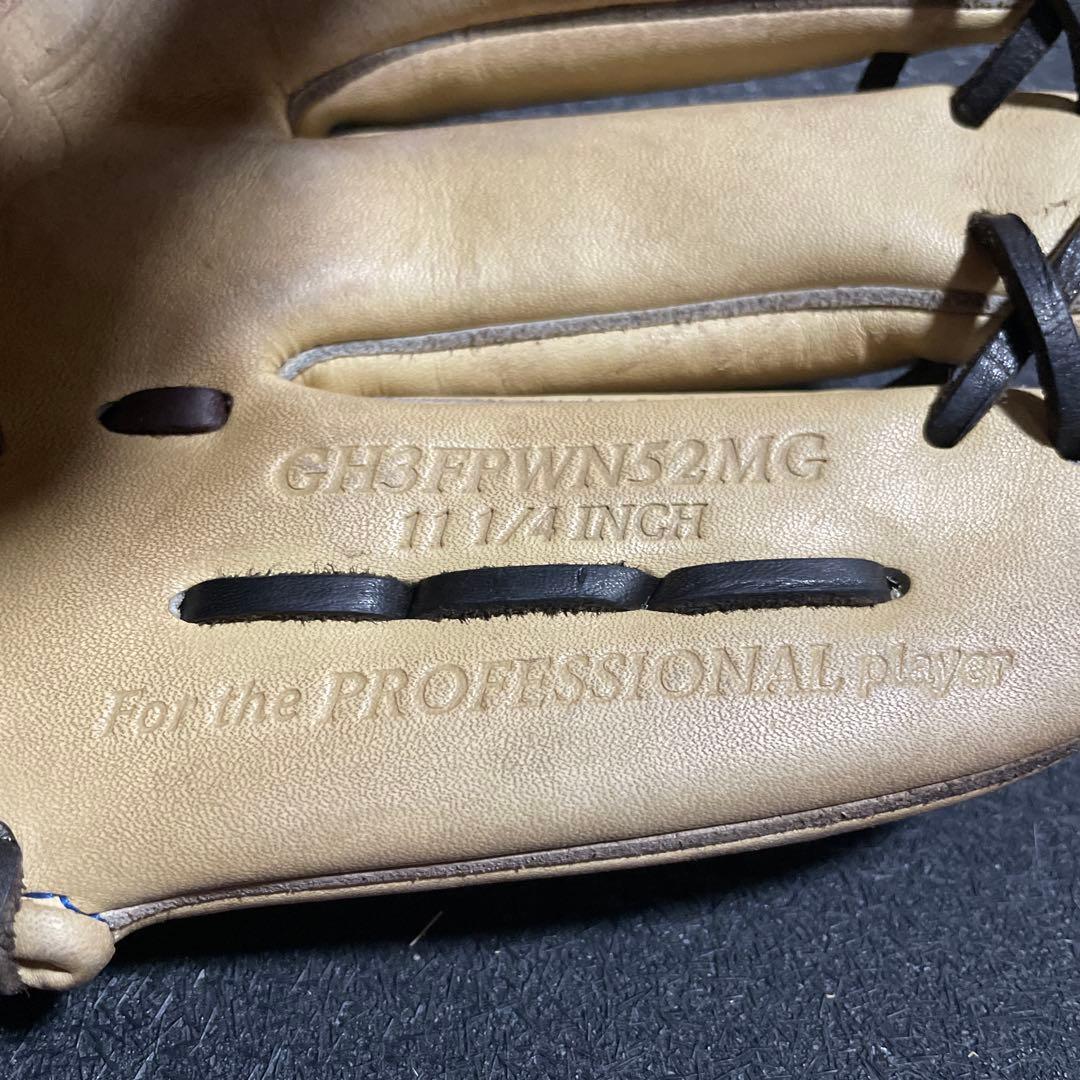 GH3FPWN52MG
11 1/4 INCH
For the PROFESSIONAL player